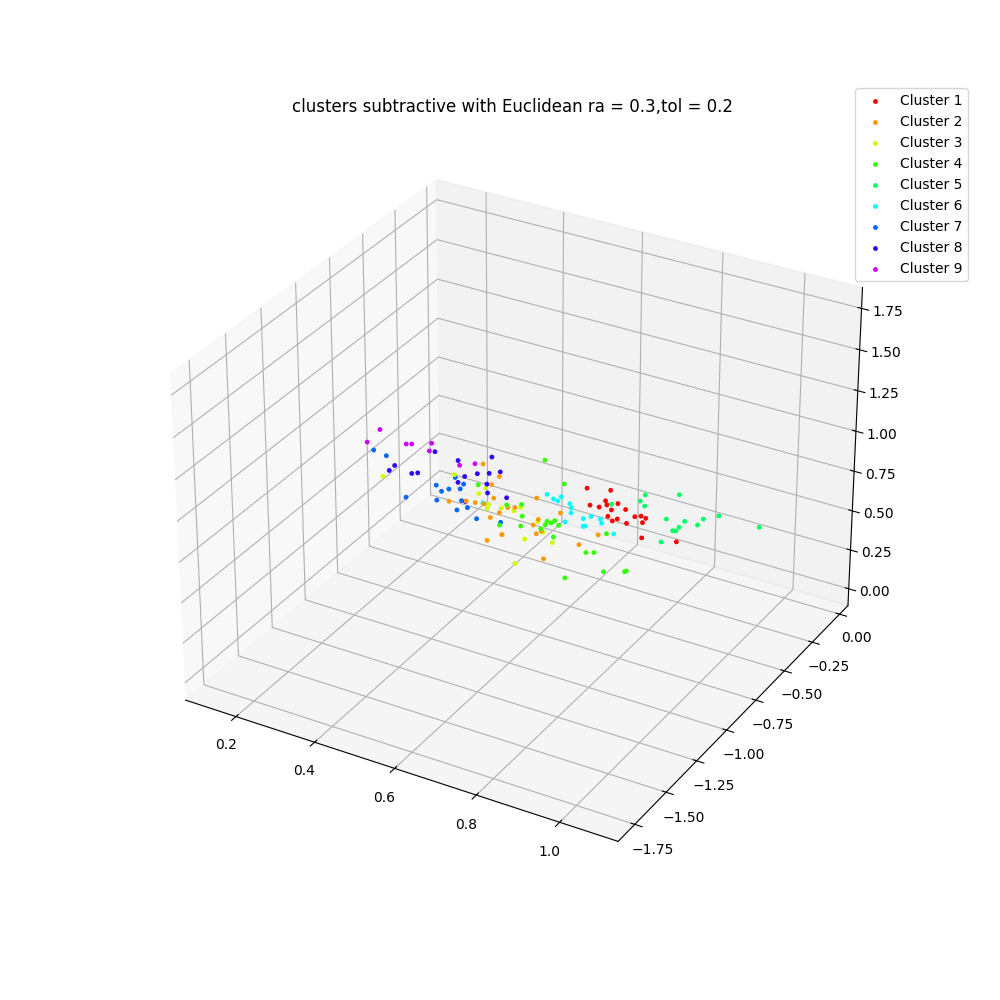 clusters subtractive with Euclidean ra = 0.3,tol = 0.2
Cluster 1
Cluster 2
Cluster 3
Cluster 4
Cluster 5
Cluster 6
Cluster 7
Cluster 8
Cluster 9
1.75
1.50
1.25
1.00
0.75
0.50
0.25
0.00
0.00
−0.25
−0.50
−0.75
−1.00
−1.25
−1.50
−1.75
0.2
0.4
0.6
0.8
1.0